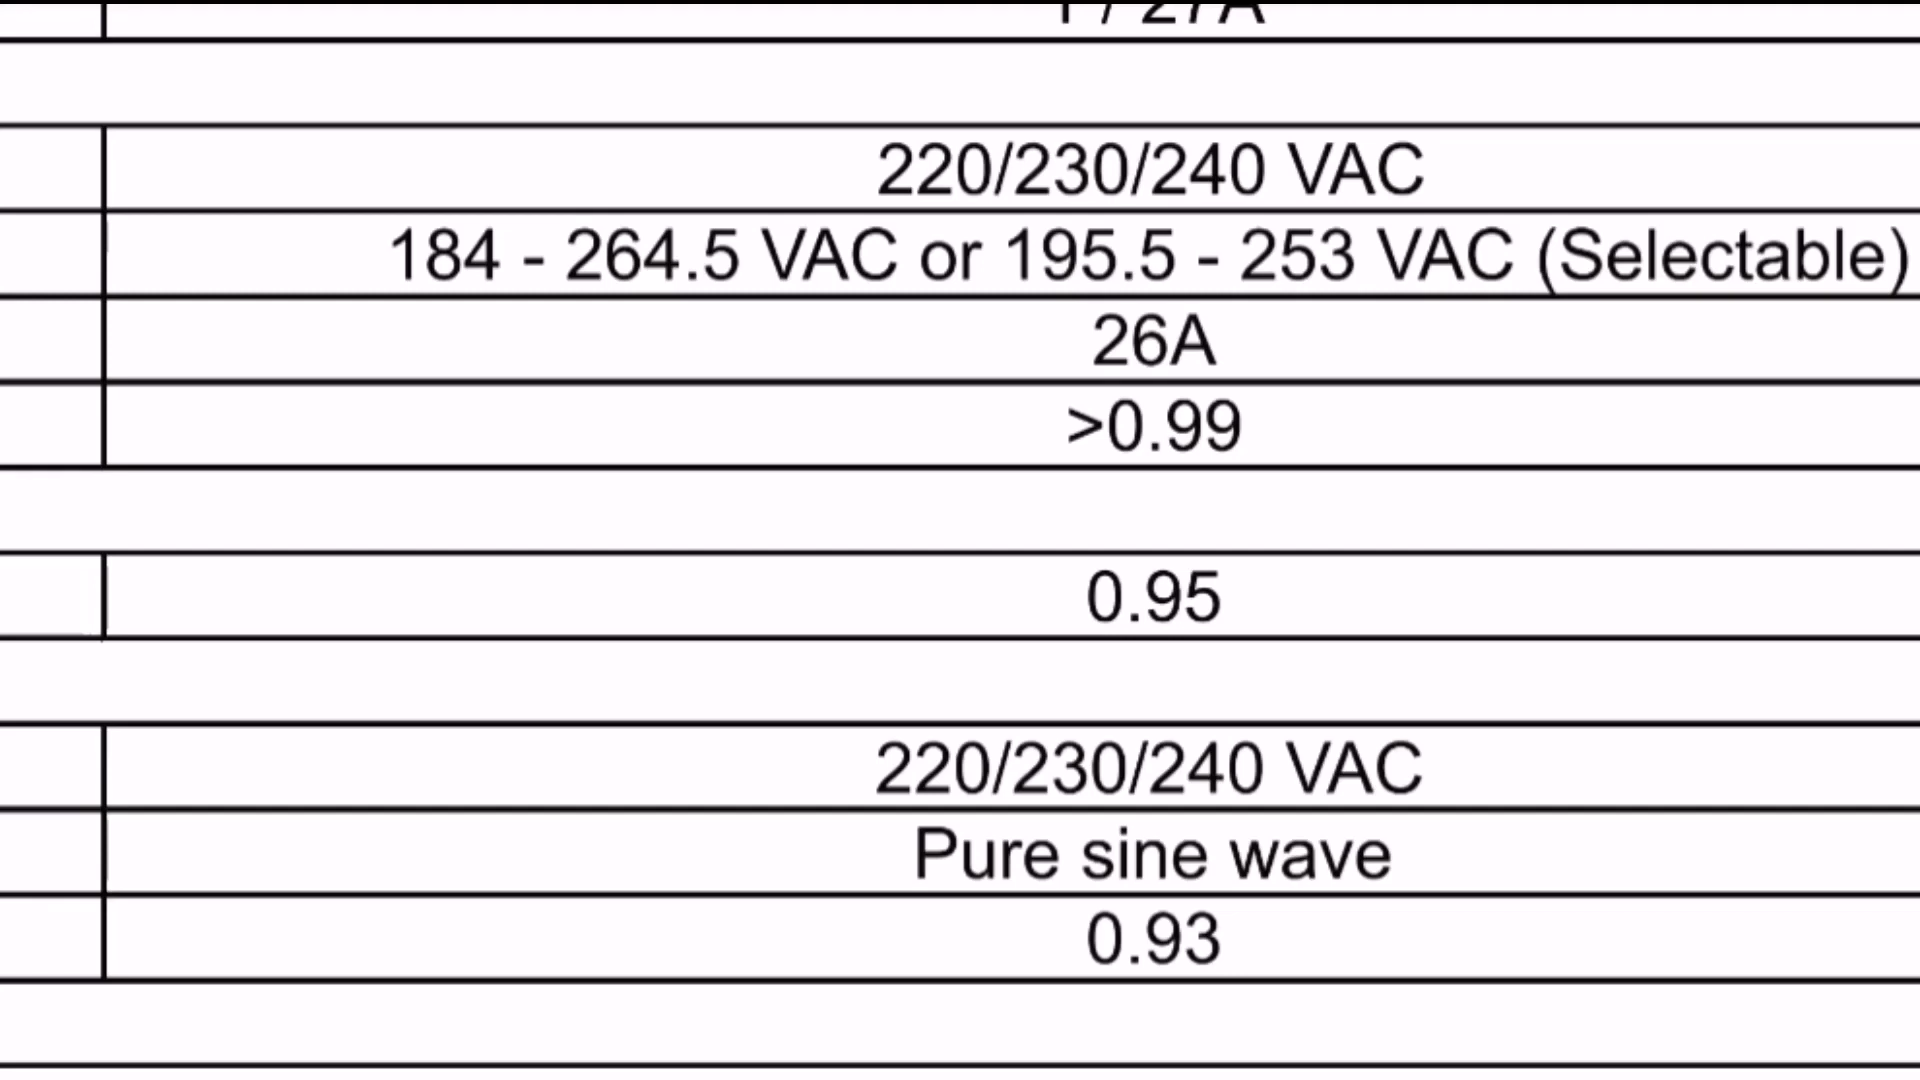 27A
220/230/240 VAC
184 - 264.5 VAC or 195.5 - 253 VAC (Selectable)
26A
>0.99
0.95
220/230/240 VAC
Pure sine wave
0.93